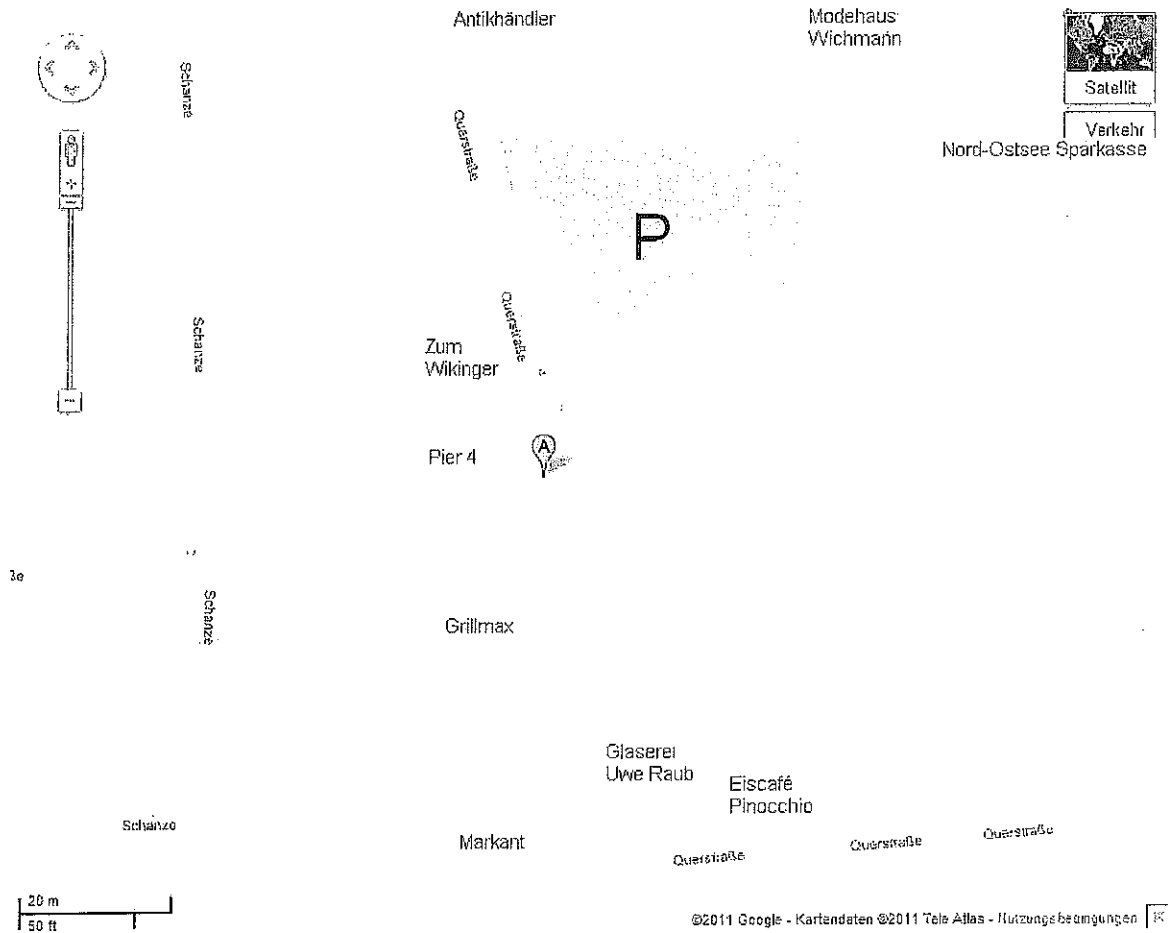 Antikhändler
Modehaus
Wichmann
Satellit
Verkehr
Nord-Ostsee Sparkasse
Schanze
Querstraße
P
Querstraße
Schanze
Zum
Wikinger
A
Pier 4
ße
Schanze
Grillmax
Glaserei
Uwe Raub
Eiscafé
Pinocchio
Schanze
Markant
Querstraße
Querstraße
Querstraße
20 m
50 ft
©2011 Google - Kartendaten ©2011 Tele Atlas - Nutzungsbedingungen